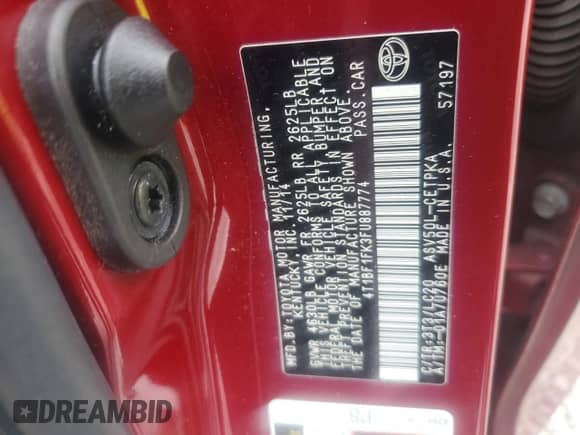 MFD.BY:TOYOTA MOTOR MANUFACTURING,
KENTUCKY, INC. 11/14
GVWR 4630LB GAWR FR 2625LB RR 2625LB
THIS VEHICLE CONFORMS TO ALL APPLICABLE
FEDERAL MOTOR VEHICLE SAFETY, BUMPER, AND
THEFT PREVENTION STANDARDS IN EFFECT ON
THE DATE OF MANUFACTURE SHOWN ABOVE.
4T1BF1FK3FU887774 PASS.CAR
C/TR:3T3/LC20 ASV50L-CETPKA
A/TM:-01A/U760E MADE IN U.S.A. 57197
DREAMBID